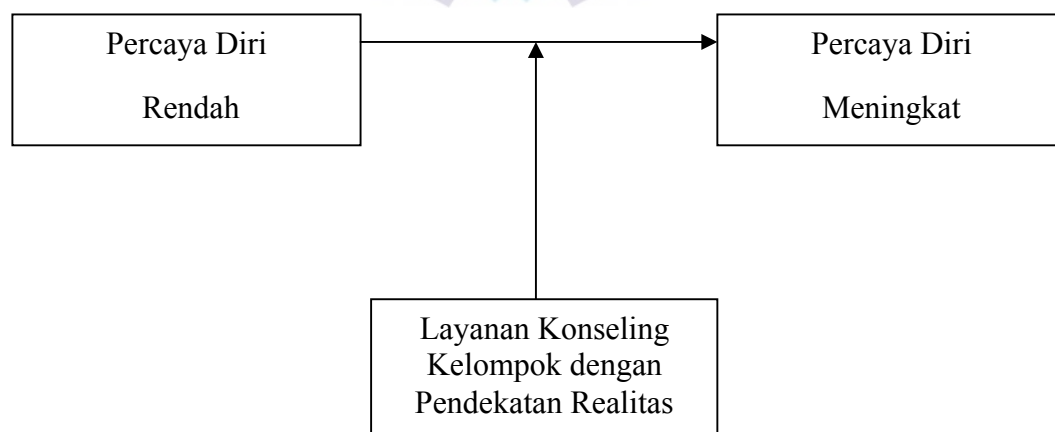 Percaya Diri
Rendah
Percaya Diri
Meningkat
Layanan Konseling
Kelompok dengan
Pendekatan Realitas